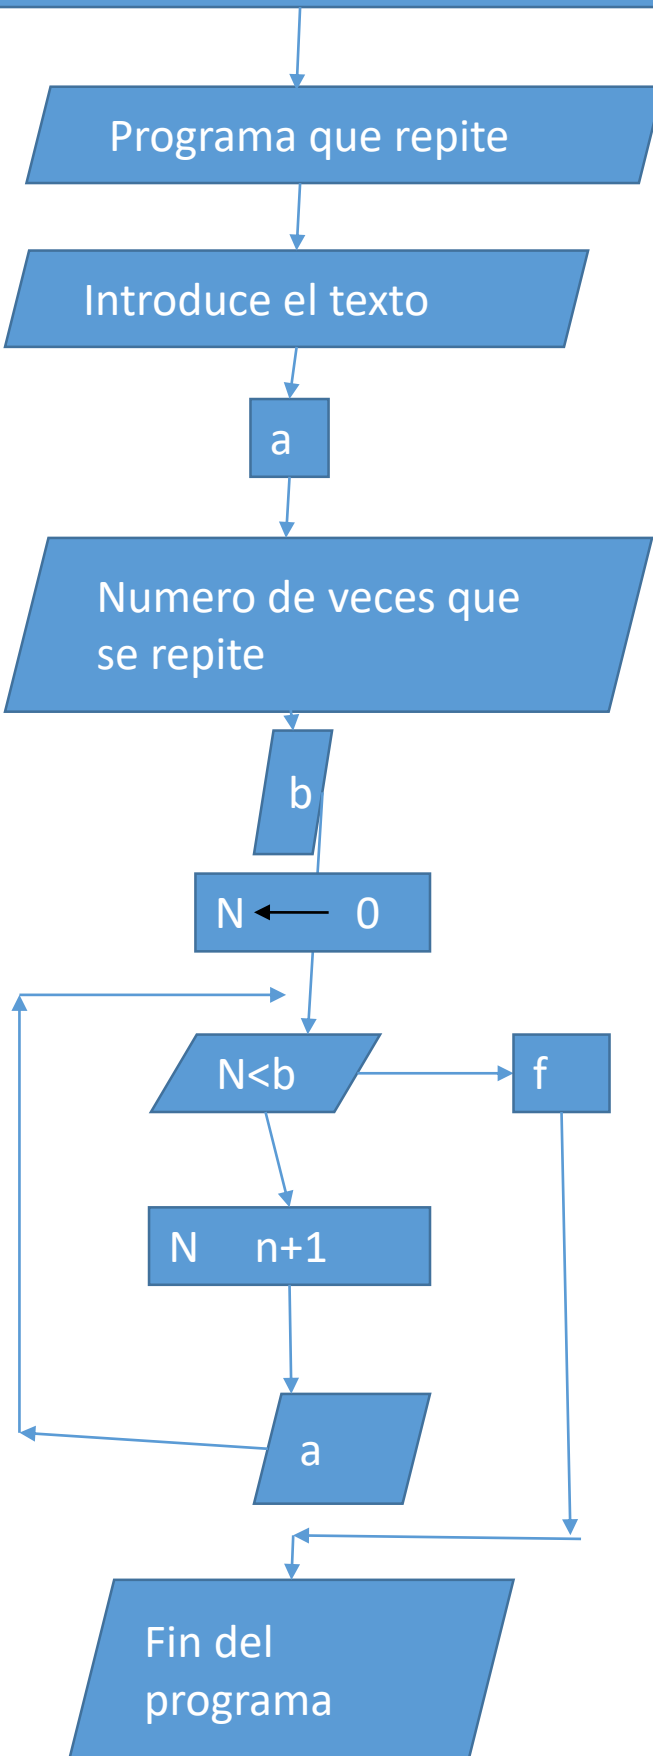 Programa que repite
Introduce el texto
a
Numero de veces que
se repite
b
N 0
N<b
f
N n+1
a
Fin del
programa